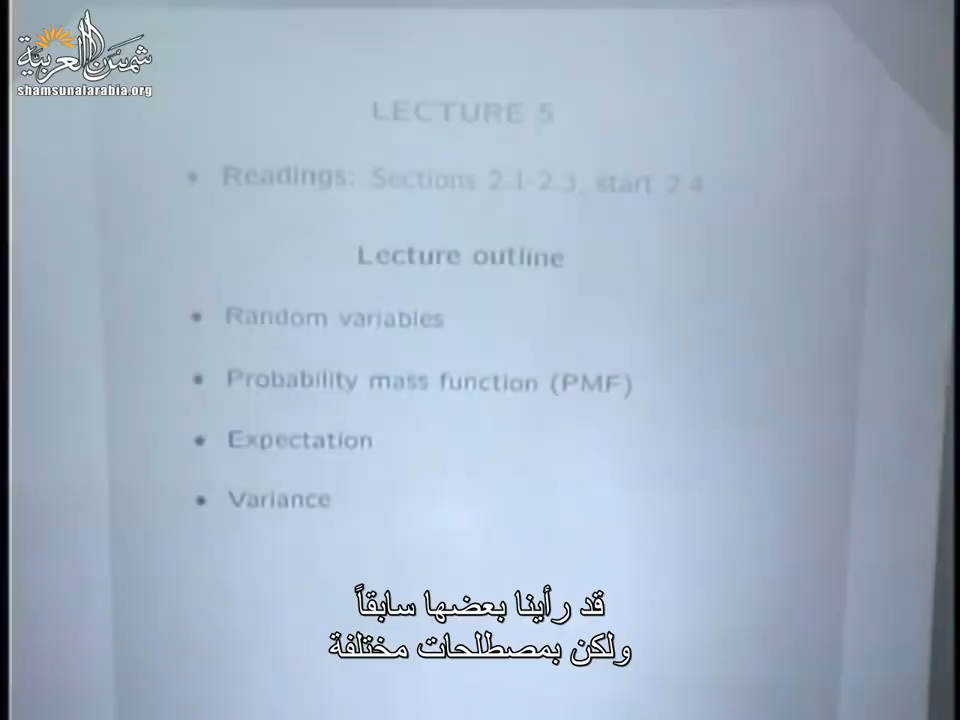 شمس العربية
shamsunalarabia.org
LECTURE 5
• Readings: Sections 2.1-2.3, start 2.4
Lecture outline
• Random variables
• Probability mass function (PMF)
• Expectation
• Variance
قد رأينا بعضها سابقاً
ولكن بمصطلحات مختلفة